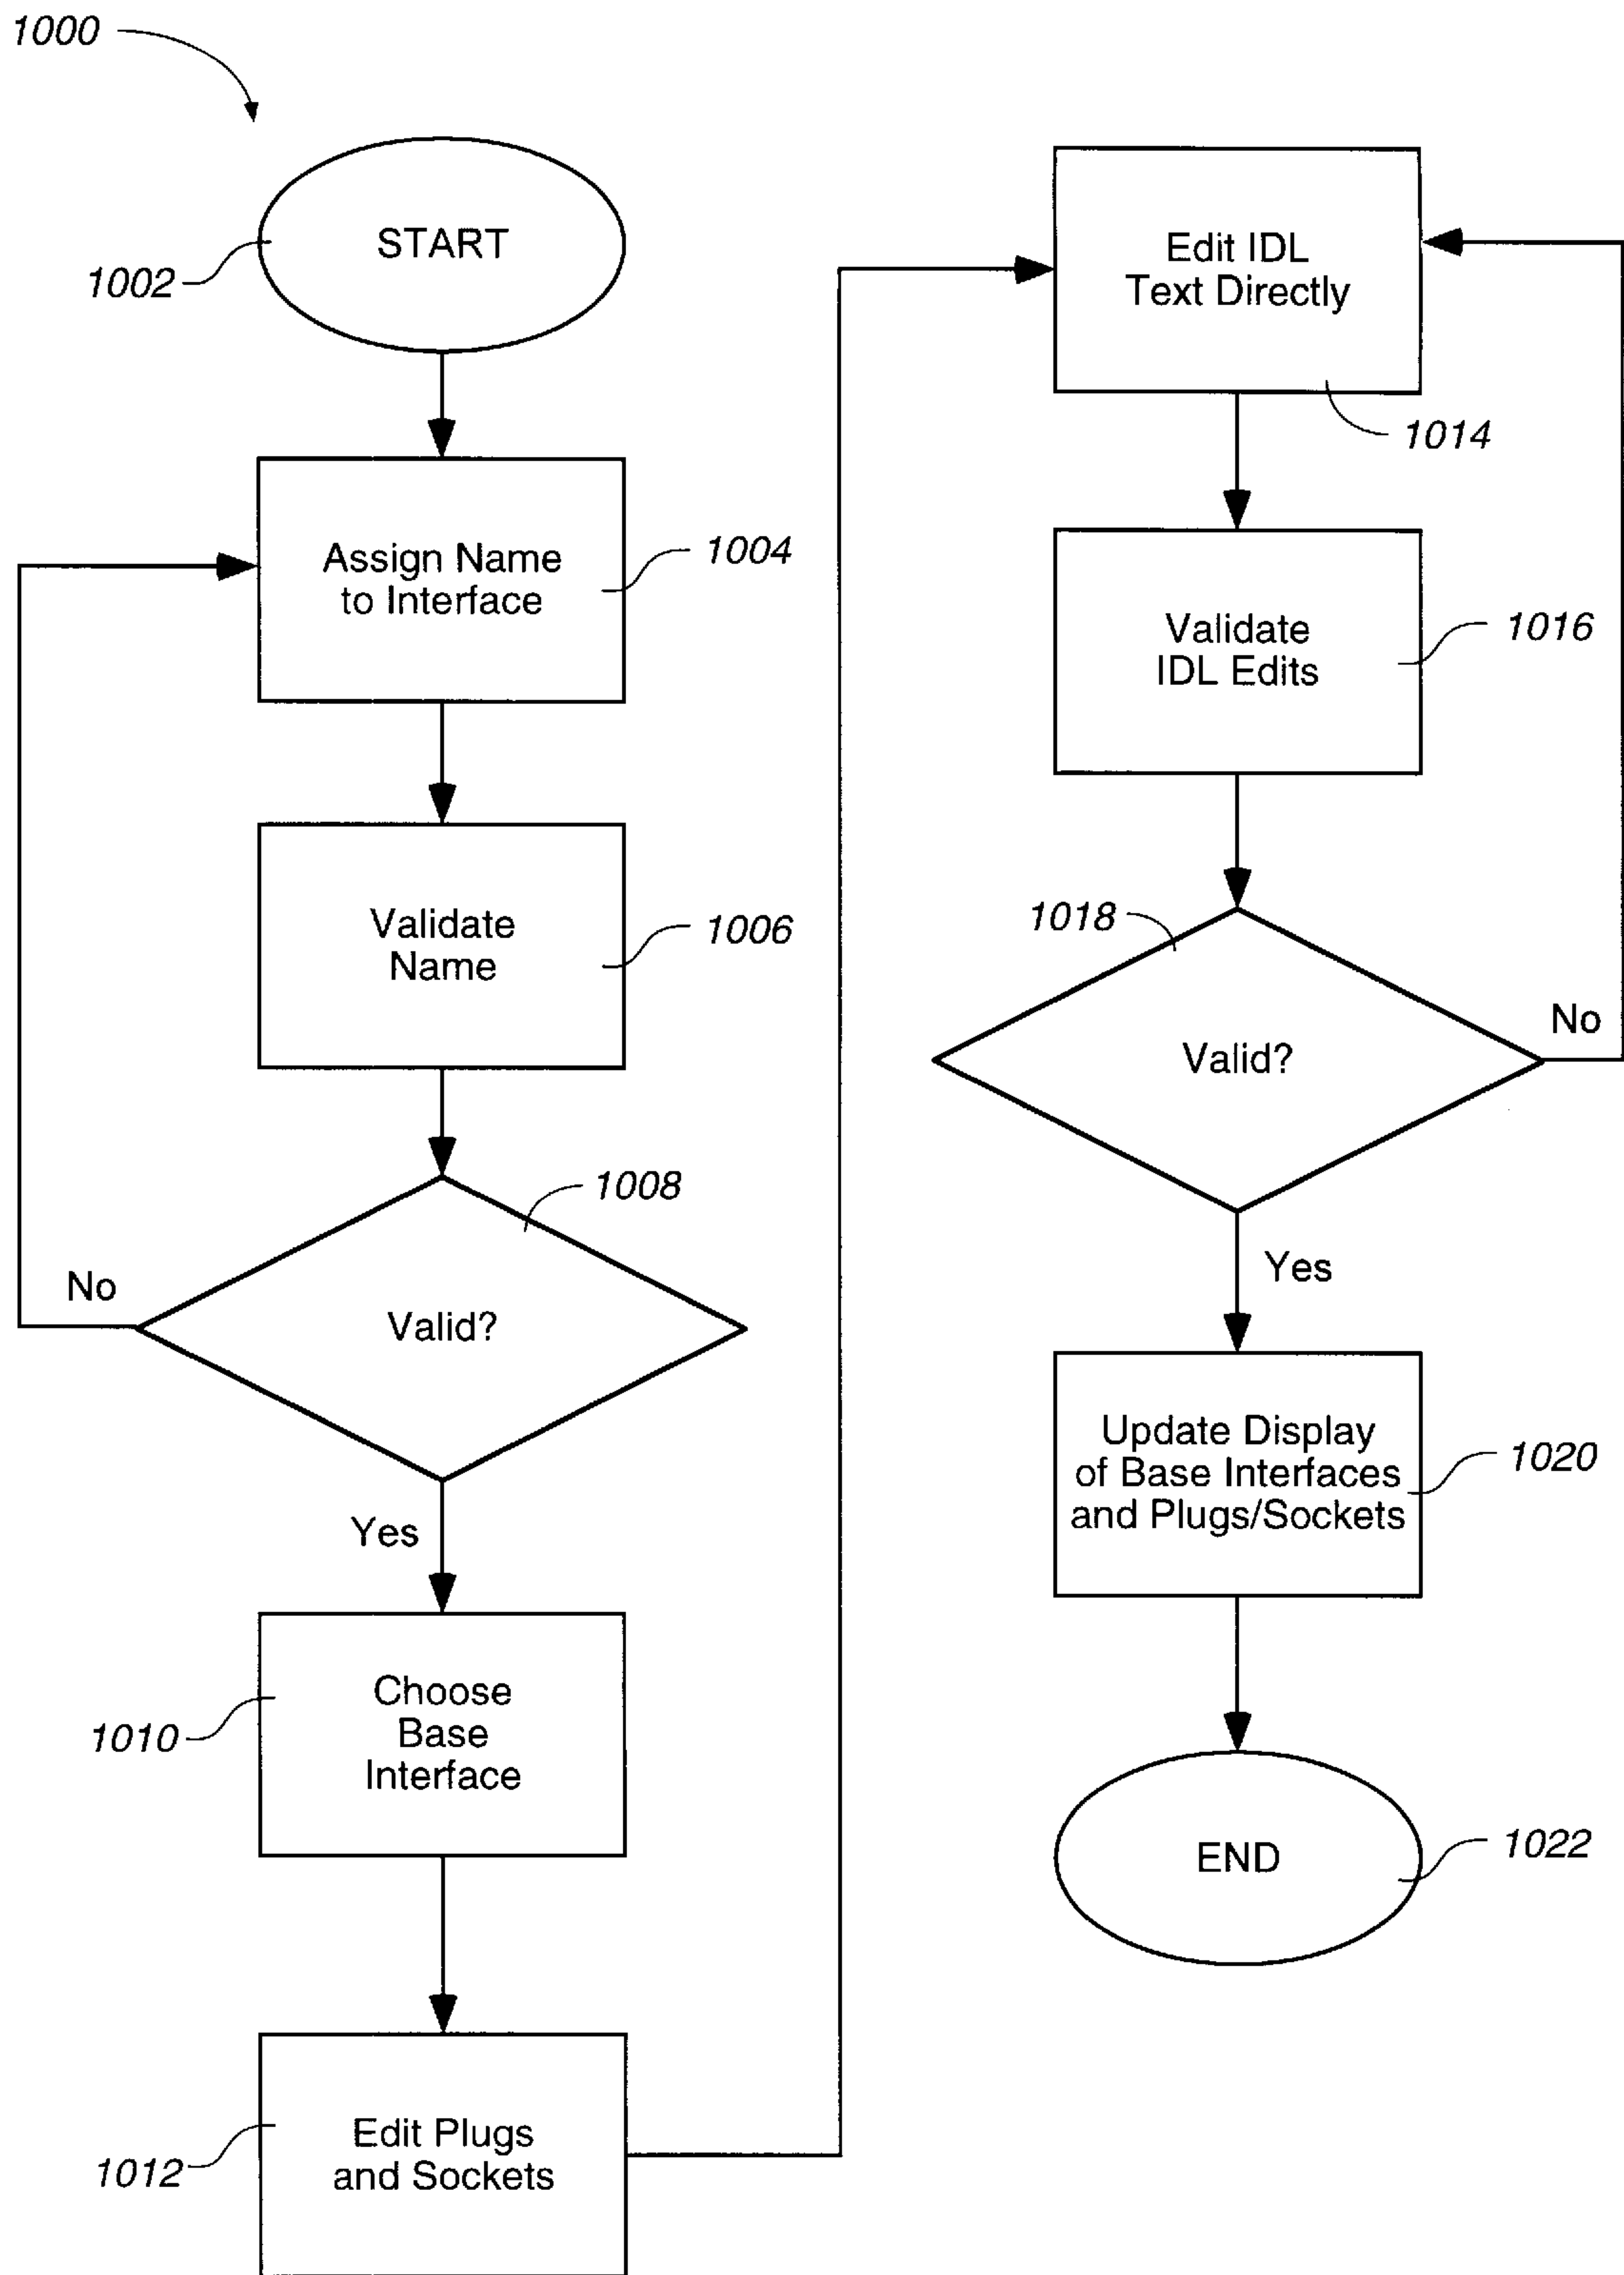 1000
START
1002
Assign Name
to Interface
1004
Validate
Name
1006
1008
Valid?
No
Yes
Choose
Base
Interface
1010
Edit Plugs
and Sockets
1012
Edit IDL
Text Directly
1014
Validate
IDL Edits
1016
1018
Valid?
No
Yes
Update Display
of Base Interfaces
and Plugs/Sockets
1020
END
1022